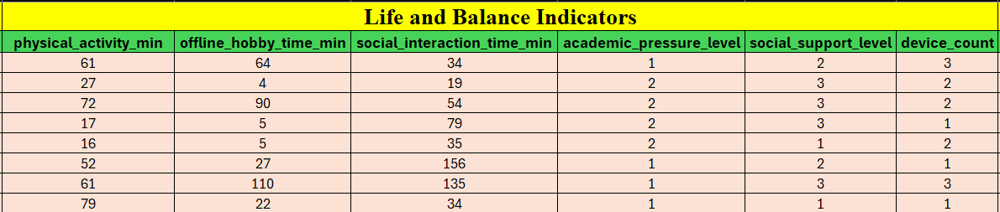 Life and Balance Indicators
physical_activity_min offline_hobby_time_min social_interaction_time_min academic_pressure_level social_support_level device_count
61 64 34 1 2 3
27 4 19 2 3 2
72 90 54 2 3 2
17 5 79 2 3 1
16 5 35 2 1 2
52 27 156 1 2 1
61 110 135 1 3 3
79 22 34 1 1 1